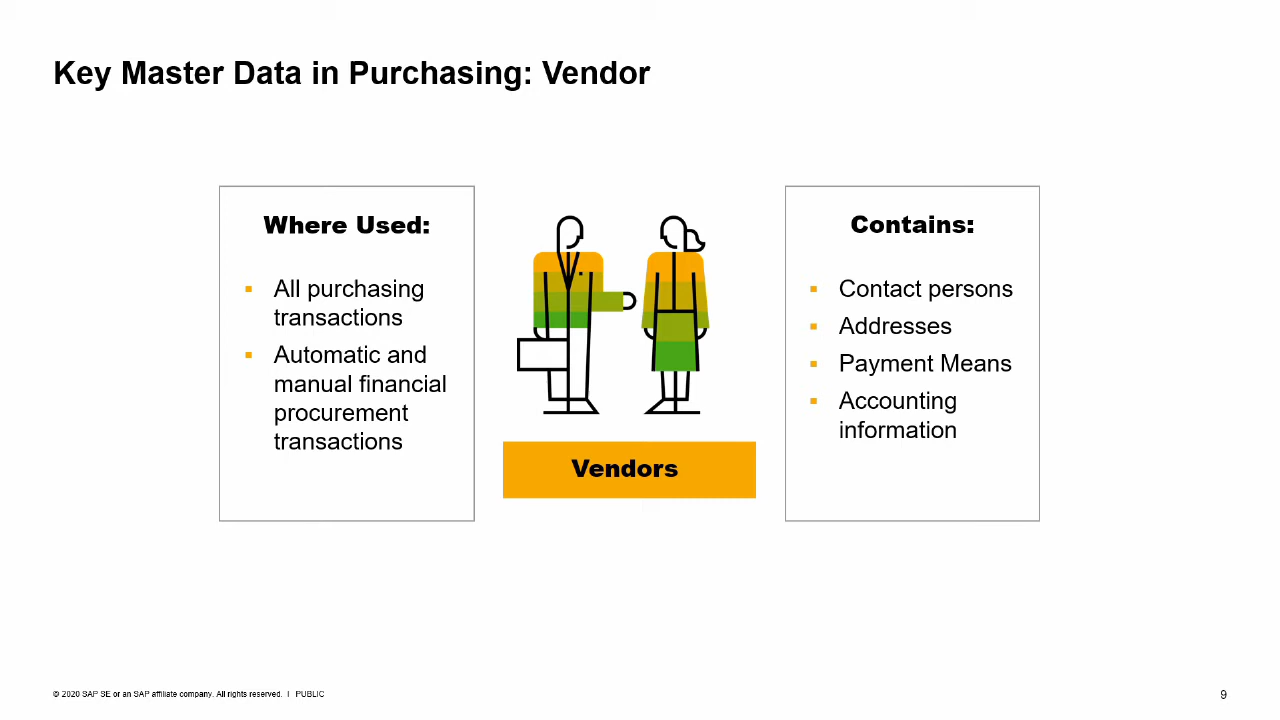 Key Master Data in Purchasing: Vendor
Where Used:
▪ All purchasing
transactions
▪ Automatic and
manual financial
procurement
transactions
Vendors
Contains:
▪ Contact persons
▪ Addresses
▪ Payment Means
▪ Accounting
information
© 2020 SAP SE or an SAP affiliate company. All rights reserved. I PUBLIC
9